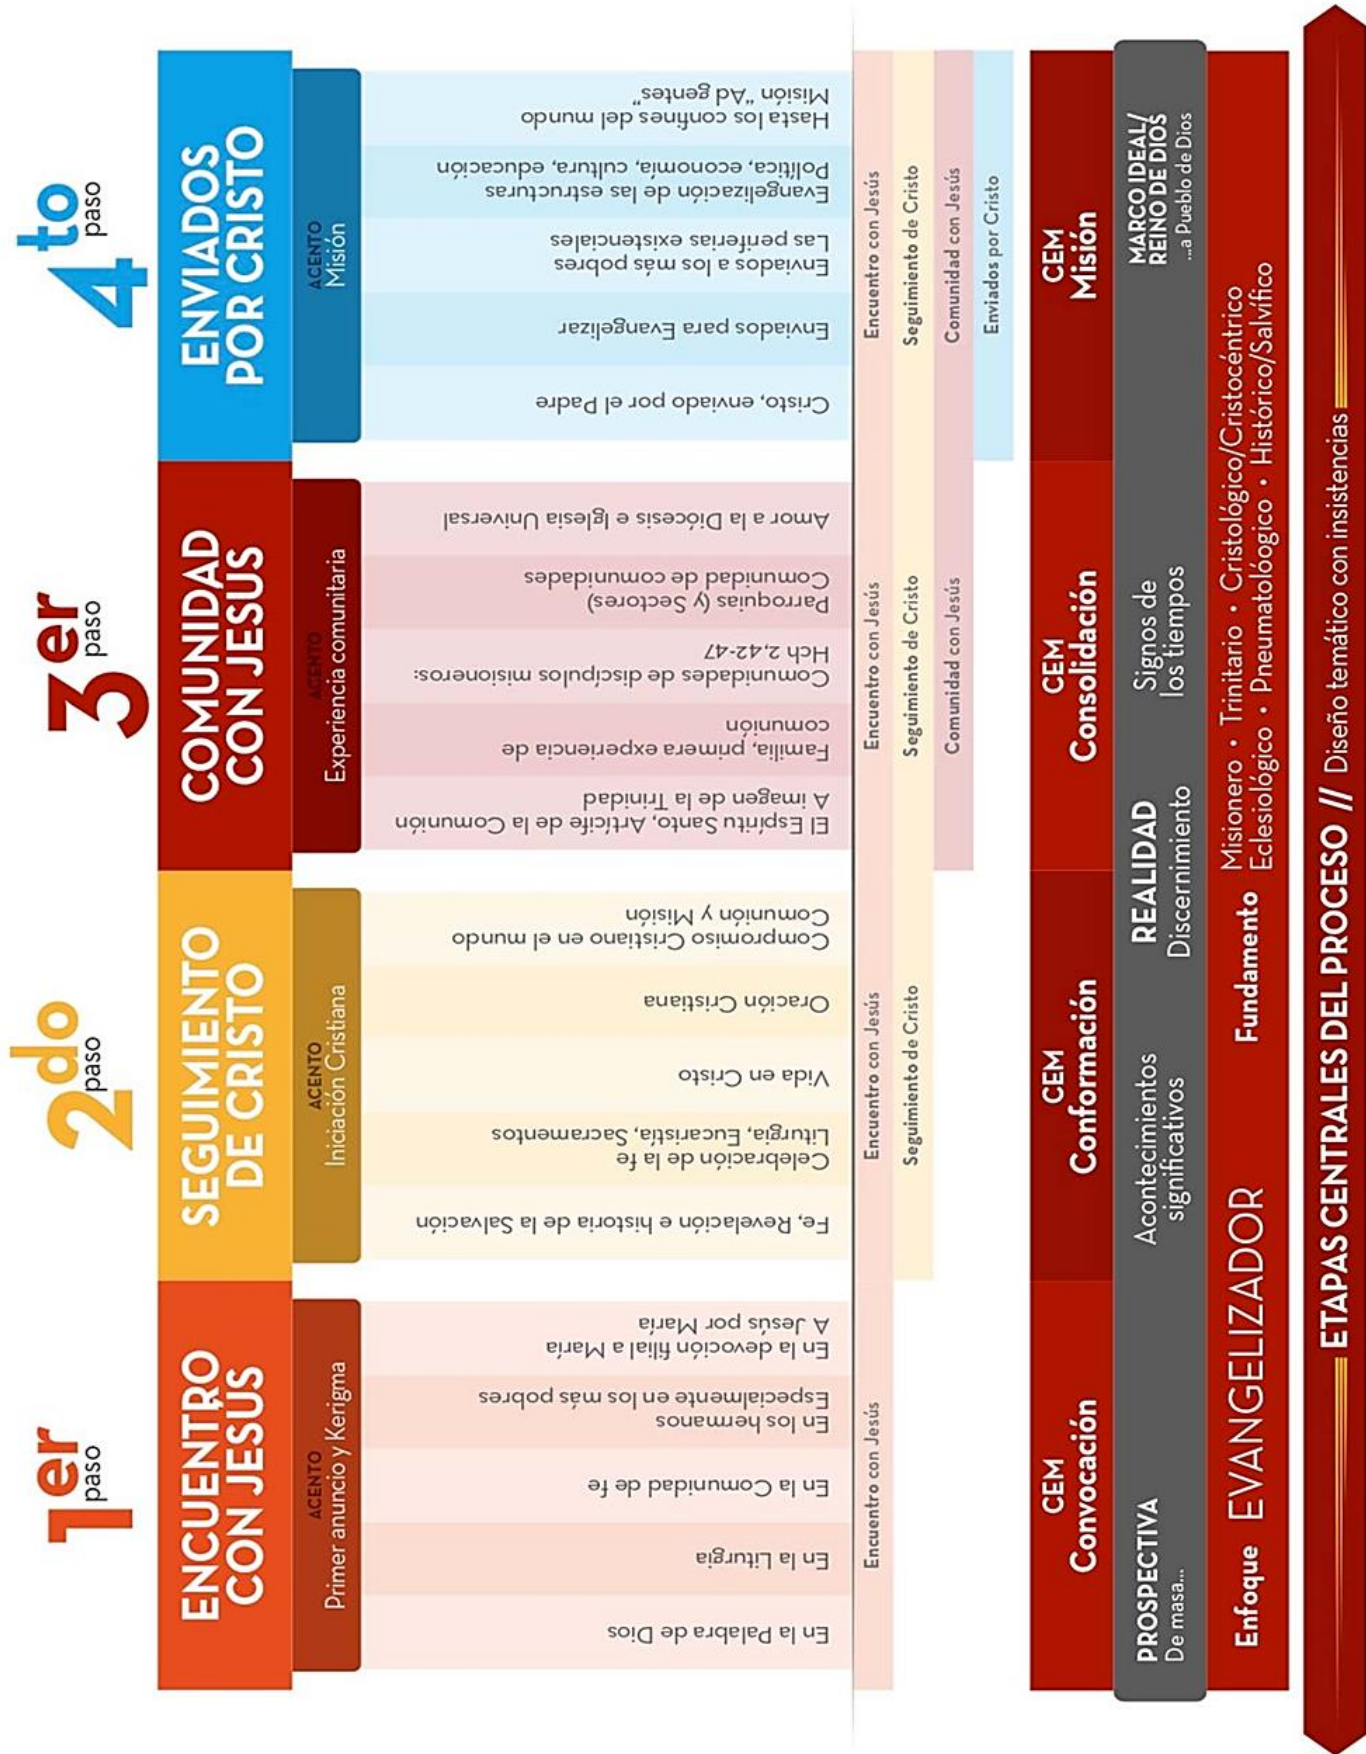 1er
paso
ENCUENTRO
CON JESUS
ACENTO
Primer anuncio y Kerigma
En la Palabra de Dios
En la Liturgia
En la Comunidad de fe
En los hermanos
Especialmente en los más pobres
En la devoción filial a María
A Jesús por María
2do
paso
SEGUIMIENTO
DE CRISTO
ACENTO
Iniciación Cristiana
Fe, Revelación e historia de la Salvación
Celebración de la fe
Liturgia, Eucaristía, Sacramentos
Vida en Cristo
Oración Cristiana
Compromiso Cristiano en el mundo
Comunión y Misión
3er
paso
COMUNIDAD
CON JESUS
ACENTO
Experiencia comunitaria
El Espíritu Santo, Artícife de la Comunión
A imagen de la Trinidad
Familia, primera experiencia de
comunión
Comunidades de discípulos misioneros:
Hch 2,42-47
Parroquias (y Sectores)
Comunidad de comunidades
Amor a la Diócesis e Iglesia Universal
4to
paso
ENVIADOS
POR CRISTO
ACENTO
Misión
Cristo, enviado por el Padre
Enviados para Evangelizar
Enviados a los más pobres
Las periferias existenciales
Evangelización de las estructuras
Política, economía, cultura, educación
Hasta los confines del mundo
Misión "Ad gentes"
Encuentro con Jesús
Encuentro con Jesús
Encuentro con Jesús
Encuentro con Jesús
Seguimiento de Cristo
Seguimiento de Cristo
Seguimiento de Cristo
Comunidad con Jesús
Comunidad con Jesús
Enviados por Cristo
CEM
Convocación
CEM
Conformación
CEM
Consolidación
CEM
Misión
PROSPECTIVA
De masa...
Acontecimientos
significativos
REALIDAD
Discernimiento
Signos de
los tiempos
MARCO IDEAL/
REINO DE DIOS
...a Pueblo de Dios
Enfoque EVANGELIZADOR
Fundamento
Misionero • Trinitario • Cristológico/Cristocéntrico
Eclesiológico • Pneumatológico • Histórico/Salvífico
ETAPAS CENTRALES DEL PROCESO // Diseño temático con insistencias